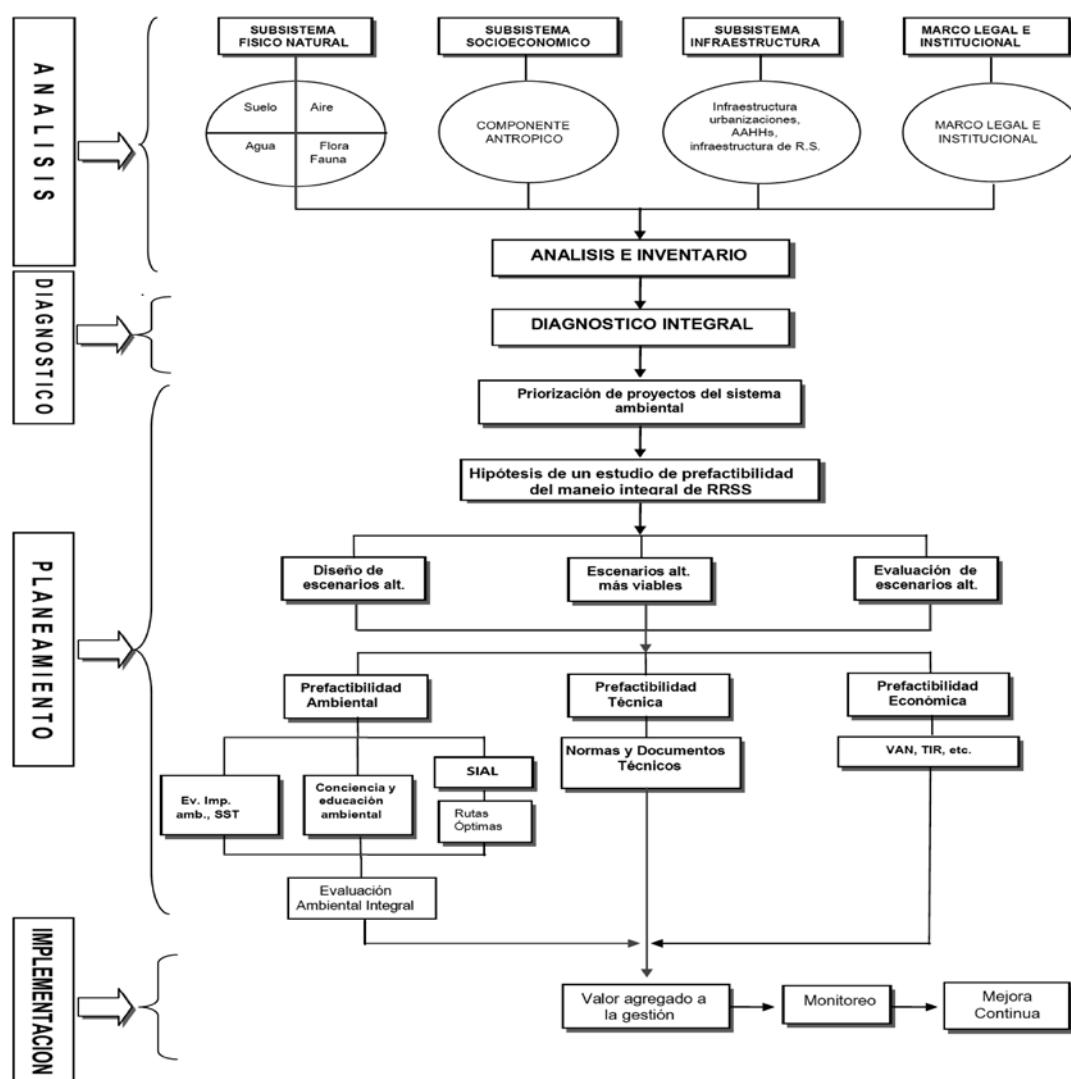 ANALISIS
SUBSISTEMA
FISICO NATURAL
SUBSISTEMA
SOCIOECONOMICO
SUBSISTEMA
INFRAESTRUCTURA
MARCO LEGAL E
INSTITUCIONAL
Suelo
Aire
Agua
Flora
Fauna
COMPONENTE
ANTROPICO
Infraestructura
urbanizaciones,
AAHHs,
infraestructura de R.S.
MARCO LEGAL E
INSTITUCIONAL
ANALISIS E INVENTARIO
DIAGNOSTICO
DIAGNOSTICO INTEGRAL
PLANEAMIENTO
Priorización de proyectos del sistema
ambiental
Hipótesis de un estudio de prefactibilidad
del manejo integral de RRSS
Diseño de
escenarios alt.
Escenarios alt.
más viables
Evaluación de
escenarios alt.
Prefactibilidad
Ambiental
Prefactibilidad
Técnica
Prefactibilidad
Económica
Normas y Documentos
Técnicos
VAN, TIR, etc.
Ev. Imp.
amb., SST
Conciencia y
educación
ambiental
SIAL
Rutas
Óptimas
Evaluación
Ambiental Integral
IMPLEMENTACION
Valor agregado a
la gestión
Monitoreo
Mejora
Continua